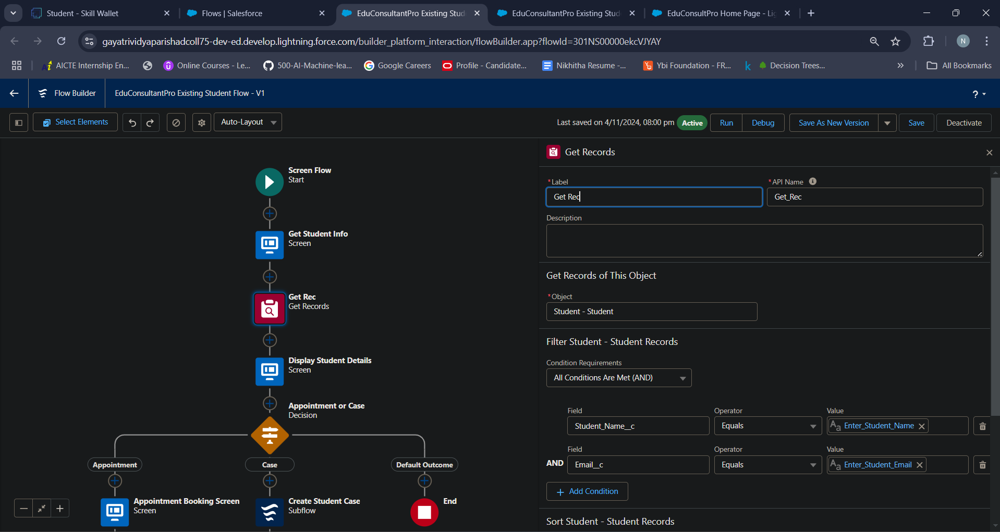 Student - Skill Wallet
Flows | Salesforce
EduConsultantPro Existing Stud
EduConsultantPro Existing Stud
EduConsultPro Home Page - Lig
gayatrividyaparishadcoll75-dev-ed.develop.lightning.force.com/builder_platform_interaction/flowBuilder.app?flowId=301NS00000ekcVJYAY
N
AICTE Internship En...
Online Courses - Le...
500-AI-Machine-lea...
Google Careers
Profile - Candidate...
Nikhitha Resume -...
Ybi Foundation - FR...
k
Decision Trees...
»
All Bookmarks
Flow Builder
EduConsultantPro Existing Student Flow - V1
?
Select Elements
Auto-Layout
Last saved on 4/11/2024, 08:00 pm
Active
Run
Debug
Save As New Version
Save
Deactivate
Screen Flow
Start
Get Student Info
Screen
Get Rec
Get Records
Display Student Details
Screen
Appointment or Case
Decision
Appointment
Case
Default Outcome
Appointment Booking Screen
Screen
Create Student Case
Subflow
End
Get Records
* Label
Get Rec
* API Name
Get_Rec
Description
Get Records of This Object
* Object
Student - Student
Filter Student - Student Records
Condition Requirements
All Conditions Are Met (AND)
Field
Operator
Value
Student_Name__c
Equals
Aa Enter_Student_Name
Field
Operator
Value
AND
Email__c
Equals
Aa Enter_Student_Email
+ Add Condition
Sort Student - Student Records